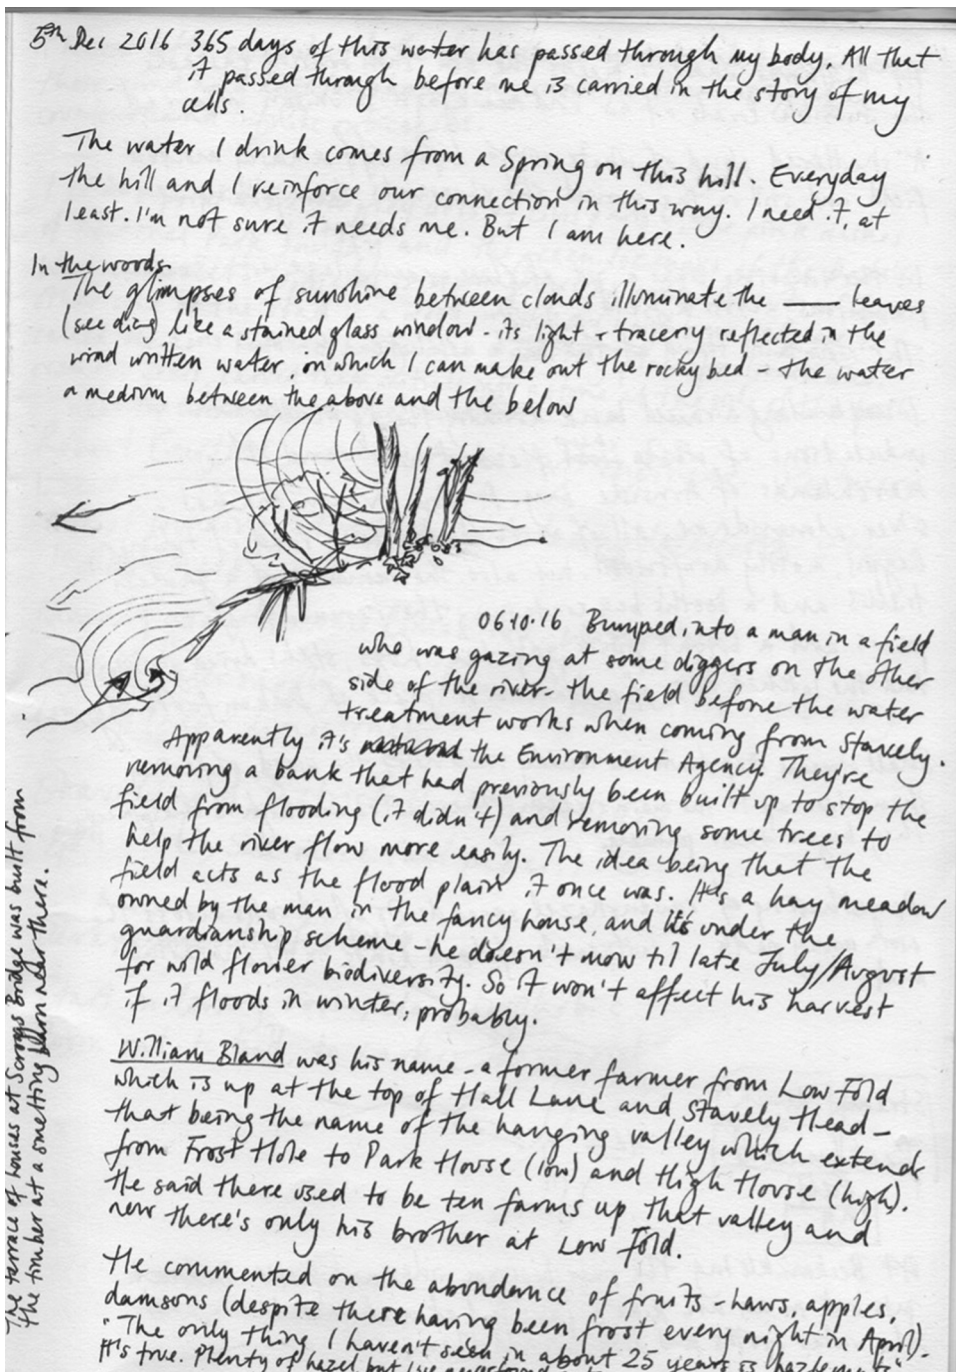 5th Dec 2016 365 days of this water has passed through my body. All that
it passed through before me is carried in the story of my
cells.
The water I drink comes from a Spring on this hill. Everyday
the hill and I reinforce our connection in this way. I need it, at
least. I'm not sure it needs me. But I am here.
In the woods
The glimpses of sunshine between clouds illuminate the ___ leaves
like a stained glass window - its light + tracery reflected in the
wind written water, in which I can make out the rocky bed - the water
a medium between the above and the below
06·10·16 Bumped into a man in a field
who was gazing at some diggers on the other
side of the river - the field before the water
treatment works when coming from Stavely.
Apparently it's the Environment Agency. They're
removing a bank that had previously been built up to stop the
field from flooding (it didn't) and removing some trees to
help the river flow more easily. The idea being that the
field acts as the flood plain it once was. It's a hay meadow
owned by the man in the fancy house, and it's under the
guardianship scheme - he doesn't mow til late July/August
for wild flower biodiversity. So it won't affect his harvest
if it floods in winter, probably.
William Bland was his name - a former farmer from Low Fold
which is up at the top of Hall Lane and Stavely Head -
that being the name of the hanging valley which extends
from Frost Hole to Park House (low) and High House (high).
He said there used to be ten farms up that valley and
now there's only his brother at Low Fold.
He commented on the abundance of fruits - haws, apples,
damsons (despite there having been frost every night in April).
"The only thing I haven't seen in about 25 years is
It's true. Plenty of hazel but
The terrace of houses at Scroggs Bridge was built from
the timber at a smelting barn near there.